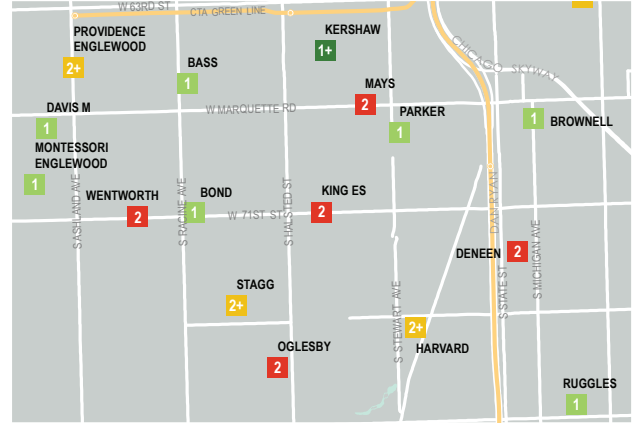 W 63RD ST
CTA GREEN LINE
PROVIDENCE
ENGLEWOOD
2+
KERSHAW
1+
CHICAGO SKYWAY
BASS
1
MAYS
2
DAVIS M
1
W MARQUETTE RD
PARKER
1
BROWNELL
1
MONTESSORI
ENGLEWOOD
1
S ASHLAND AVE
WENTWORTH
2
S RACINE AVE
BOND
1
W 71ST ST
S HALSTED ST
KING ES
2
DAN RYAN
DENEEN
2
S STATE ST
S MICHIGAN AVE
STAGG
2+
S STEWART AVE
2+
HARVARD
OGLESBY
2
RUGGLES
1